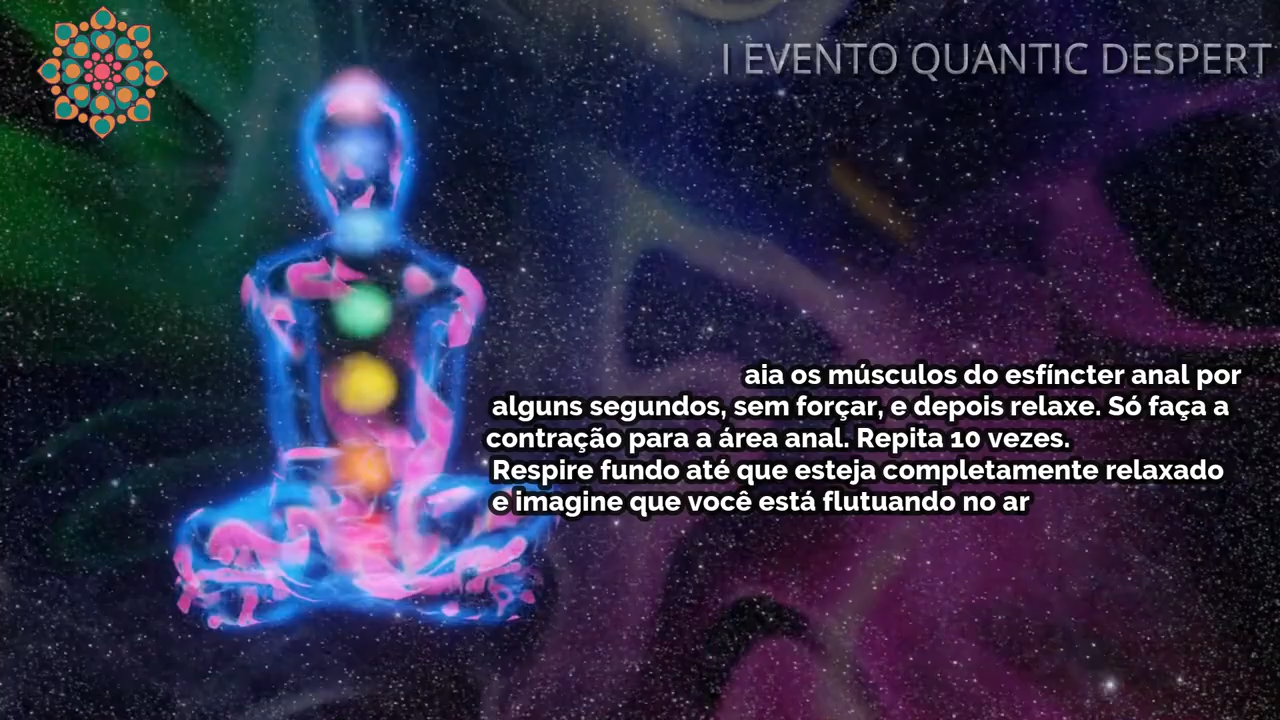 I EVENTO QUANTIC DESPERT
aia os músculos do esfíncter anal por
alguns segundos, sem forçar, e depois relaxe. Só faça a
contração para a área anal. Repita 10 vezes.
Respire fundo até que esteja completamente relaxado
e imagine que você está flutuando no ar